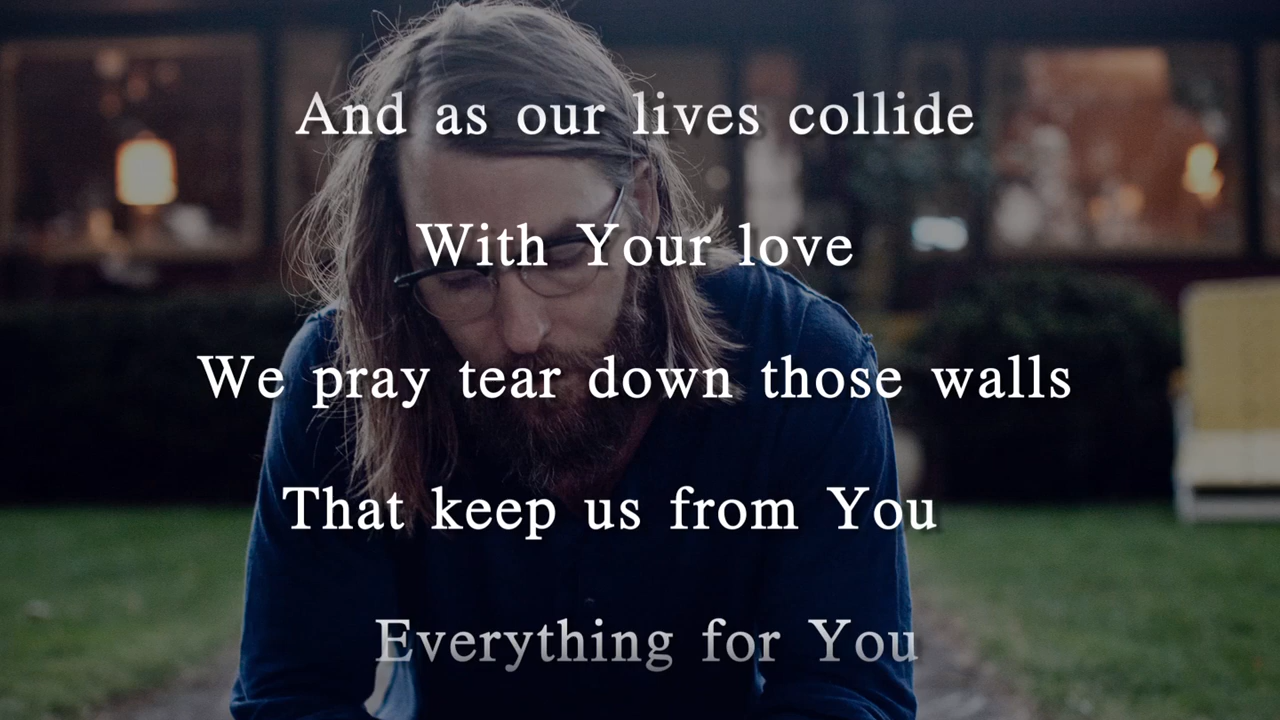 And as our lives collide
With Your love
We pray tear down those walls
That keep us from You
Everything for You